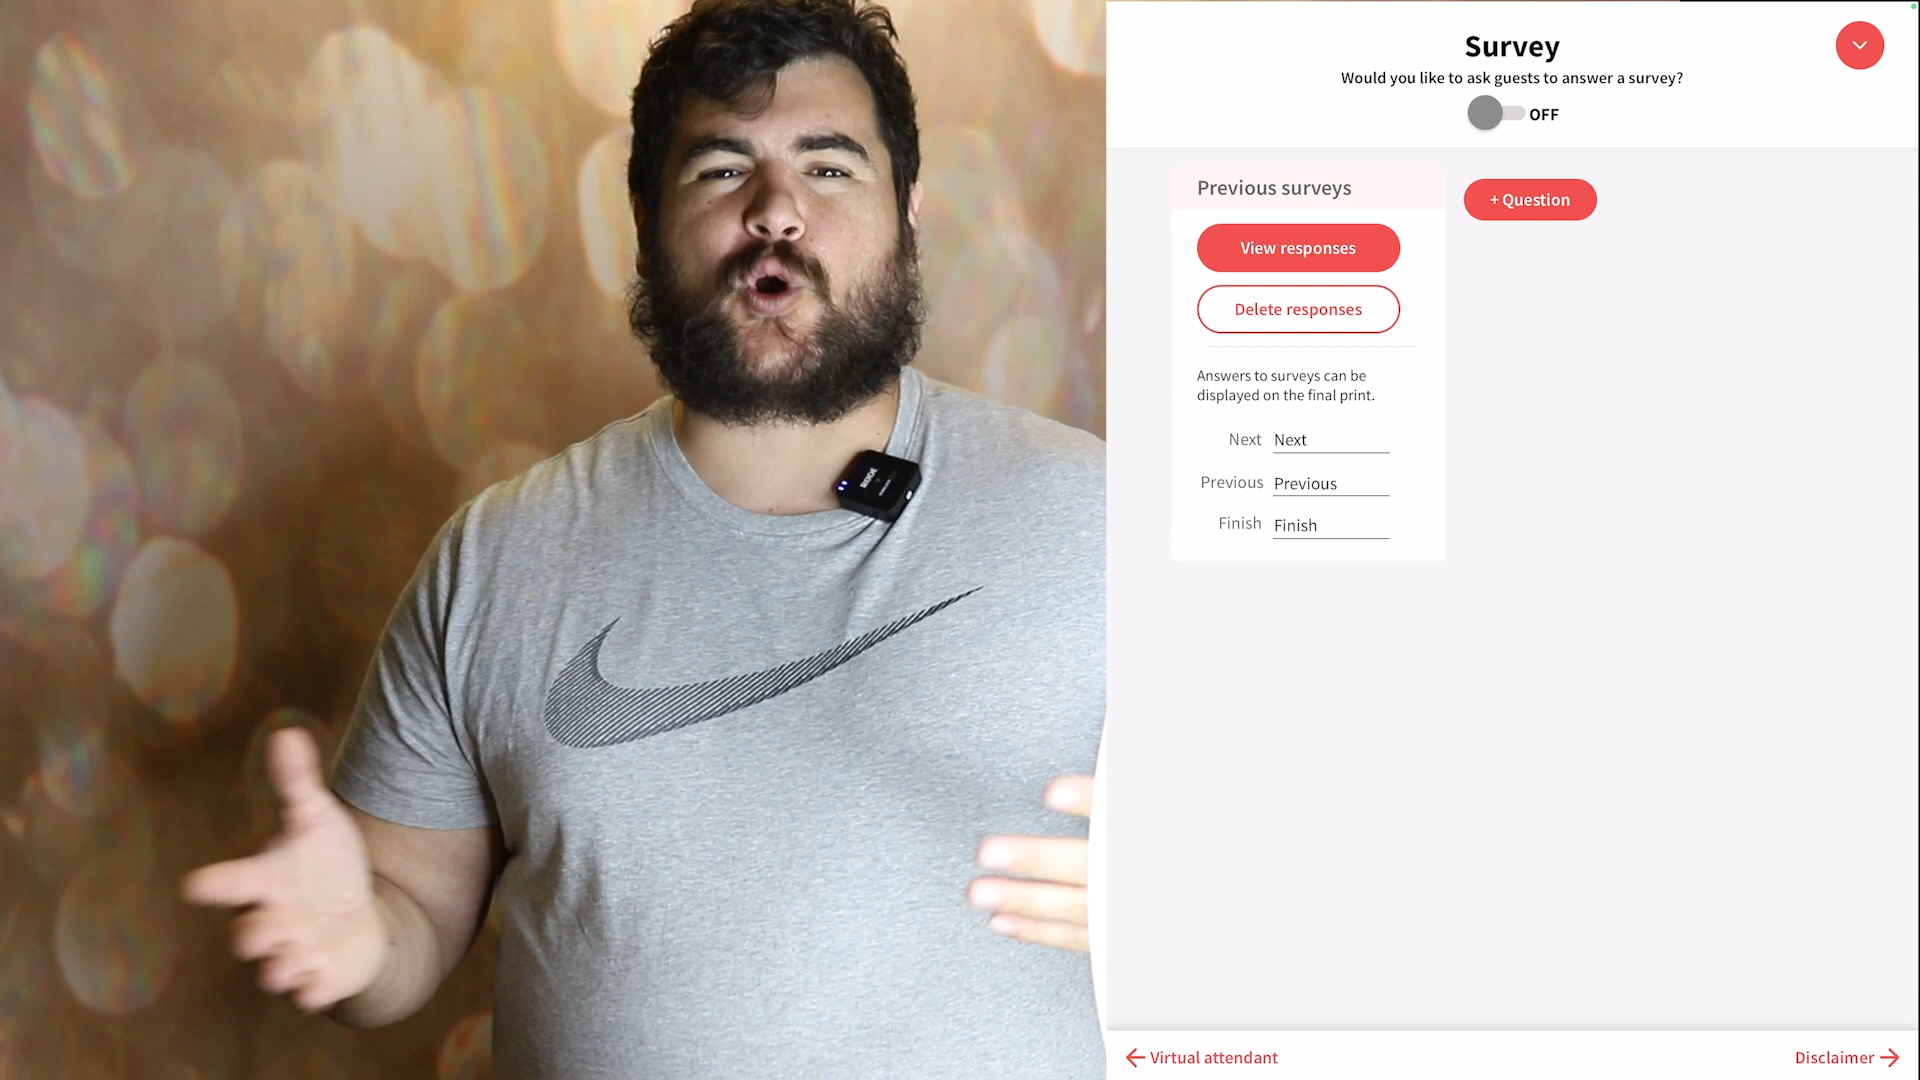 Survey
Would you like to ask guests to answer a survey?
OFF
Previous surveys
+ Question
View responses
Delete responses
Answers to surveys can be
displayed on the final print.
Next Next
Previous Previous
Finish Finish
RØDE
Virtual attendant
Disclaimer